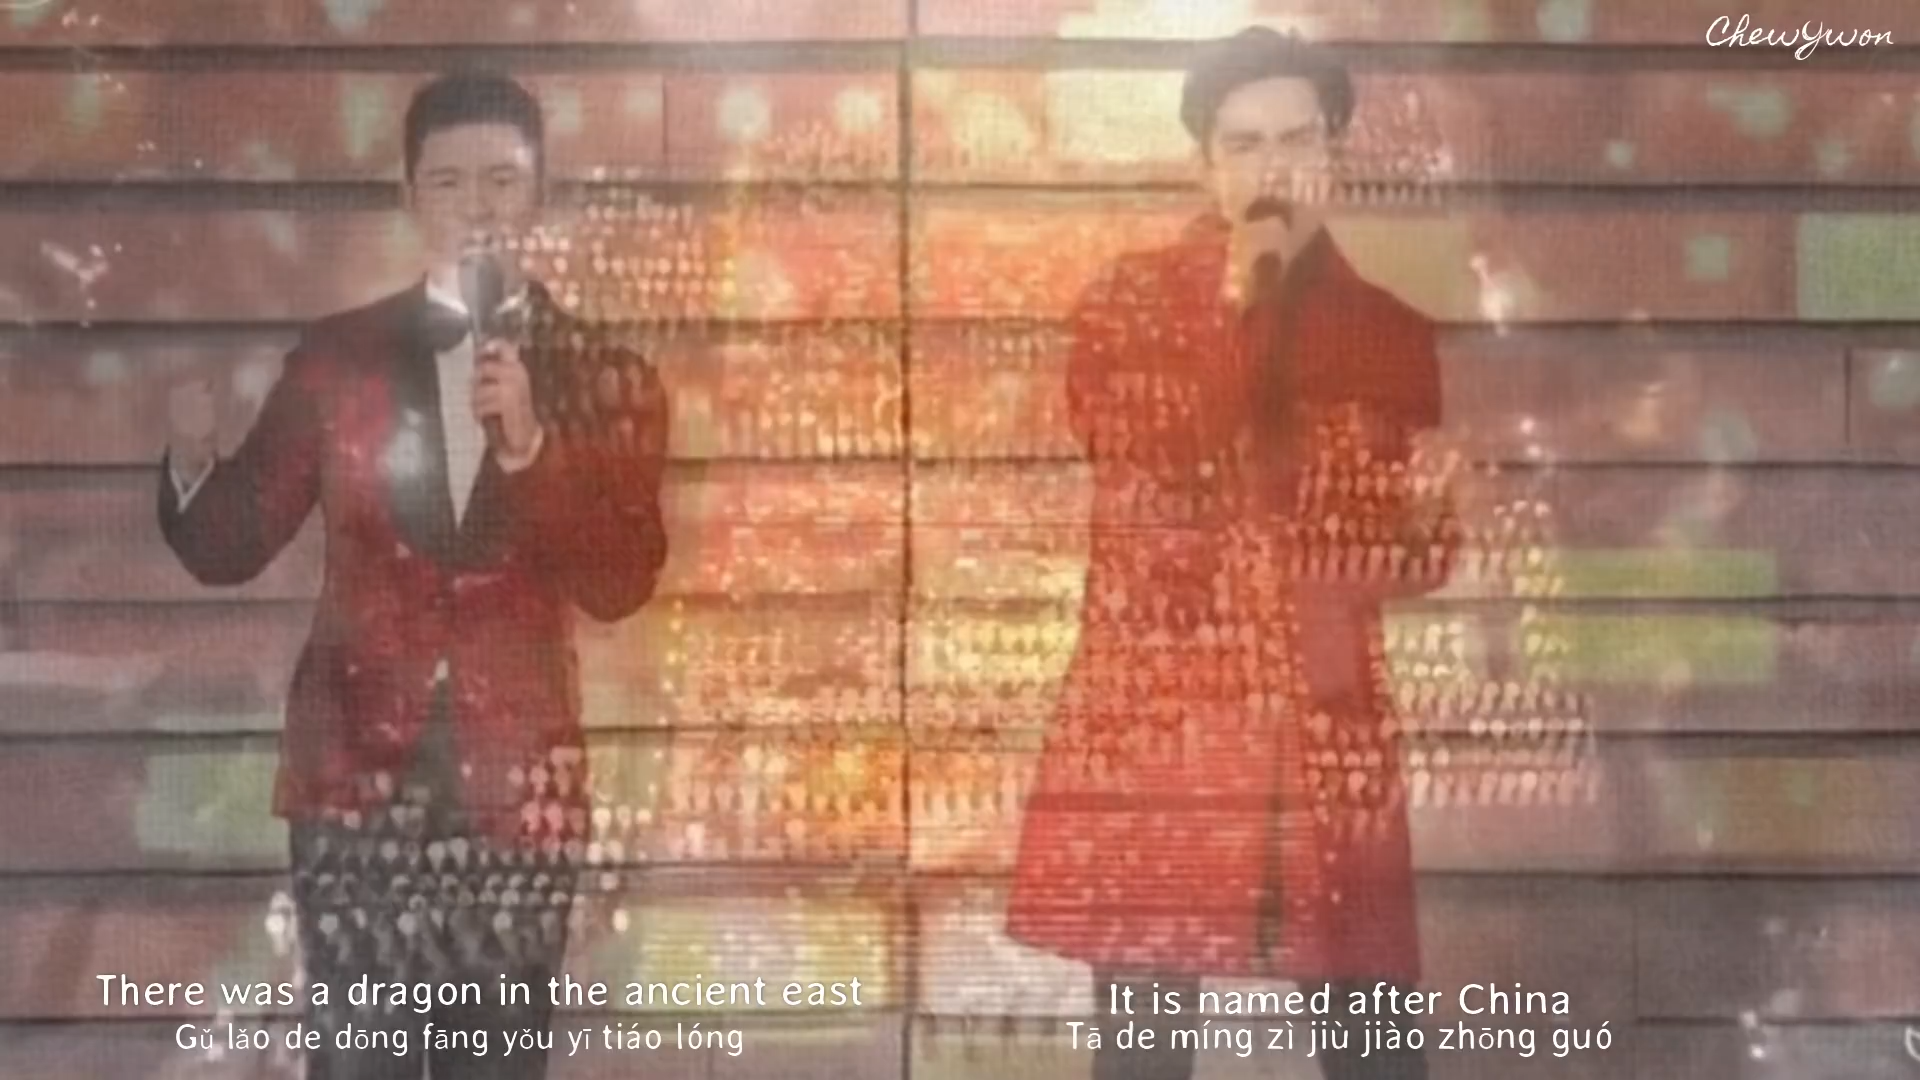 ChewYwon
There was a dragon in the ancient east
Gǔ lǎo de dōng fāng yǒu yī tiáo lóng
It is named after China
Tā de míng zì jiù jiào zhōng guó